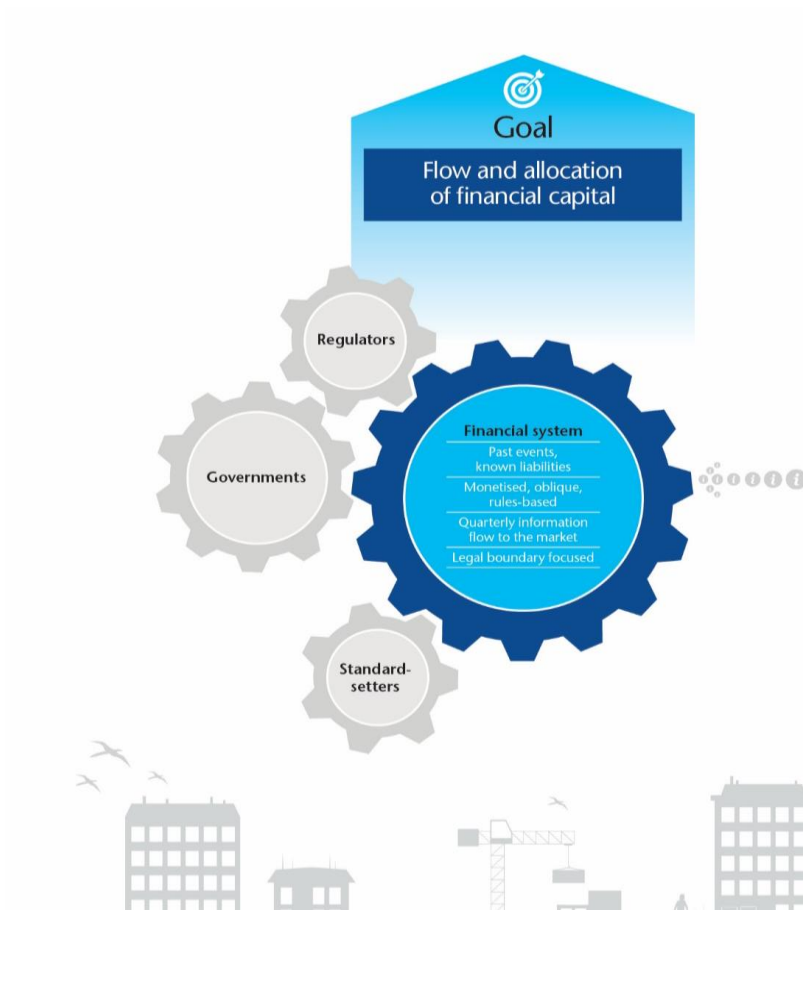 Goal
Flow and allocation
of financial capital
Regulators
Governments
Financial system
Past events,
known liabilities
Monetised, oblique,
rules-based
Quarterly information
flow to the market
Legal boundary focused
Standard-
setters